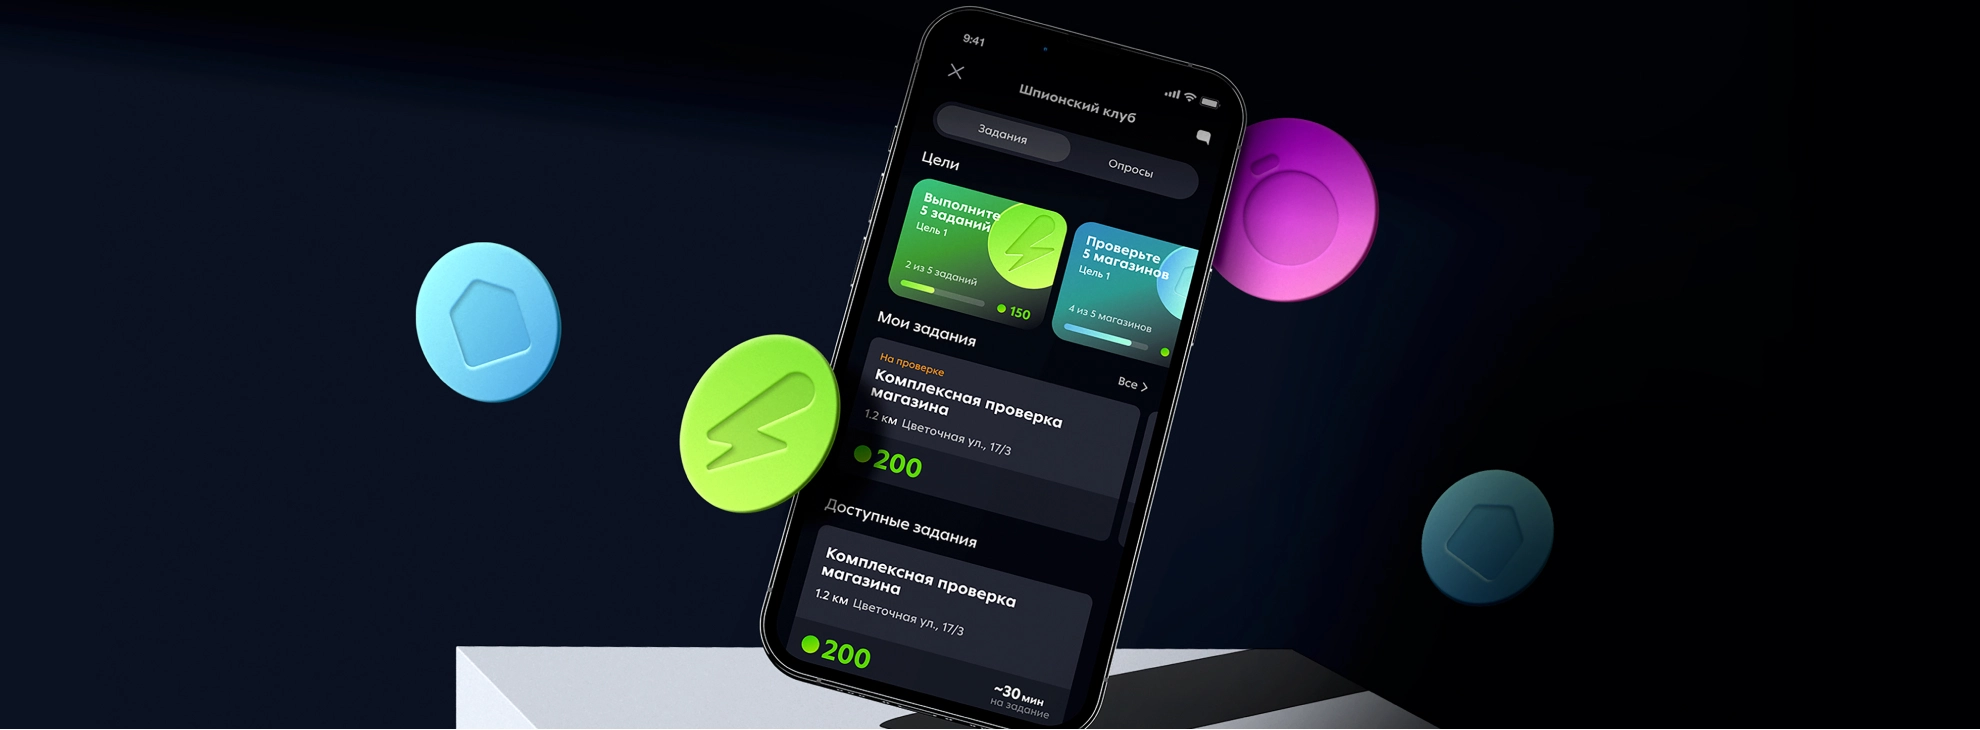 9:41
Шпионский клуб
Задания
Опросы
Цели
Выполните
5 заданий
Цель 1
2 из 5 заданий
150
Проверьте
5 магазинов
Цель 1
4 из 5 магазинов
Мои задания
Все >
На проверке
Комплексная проверка
магазина
1.2 км Цветочная ул., 17/3
200
Доступные задания
Комплексная проверка
магазина
1.2 км Цветочная ул., 17/3
200
~30 мин
на задание